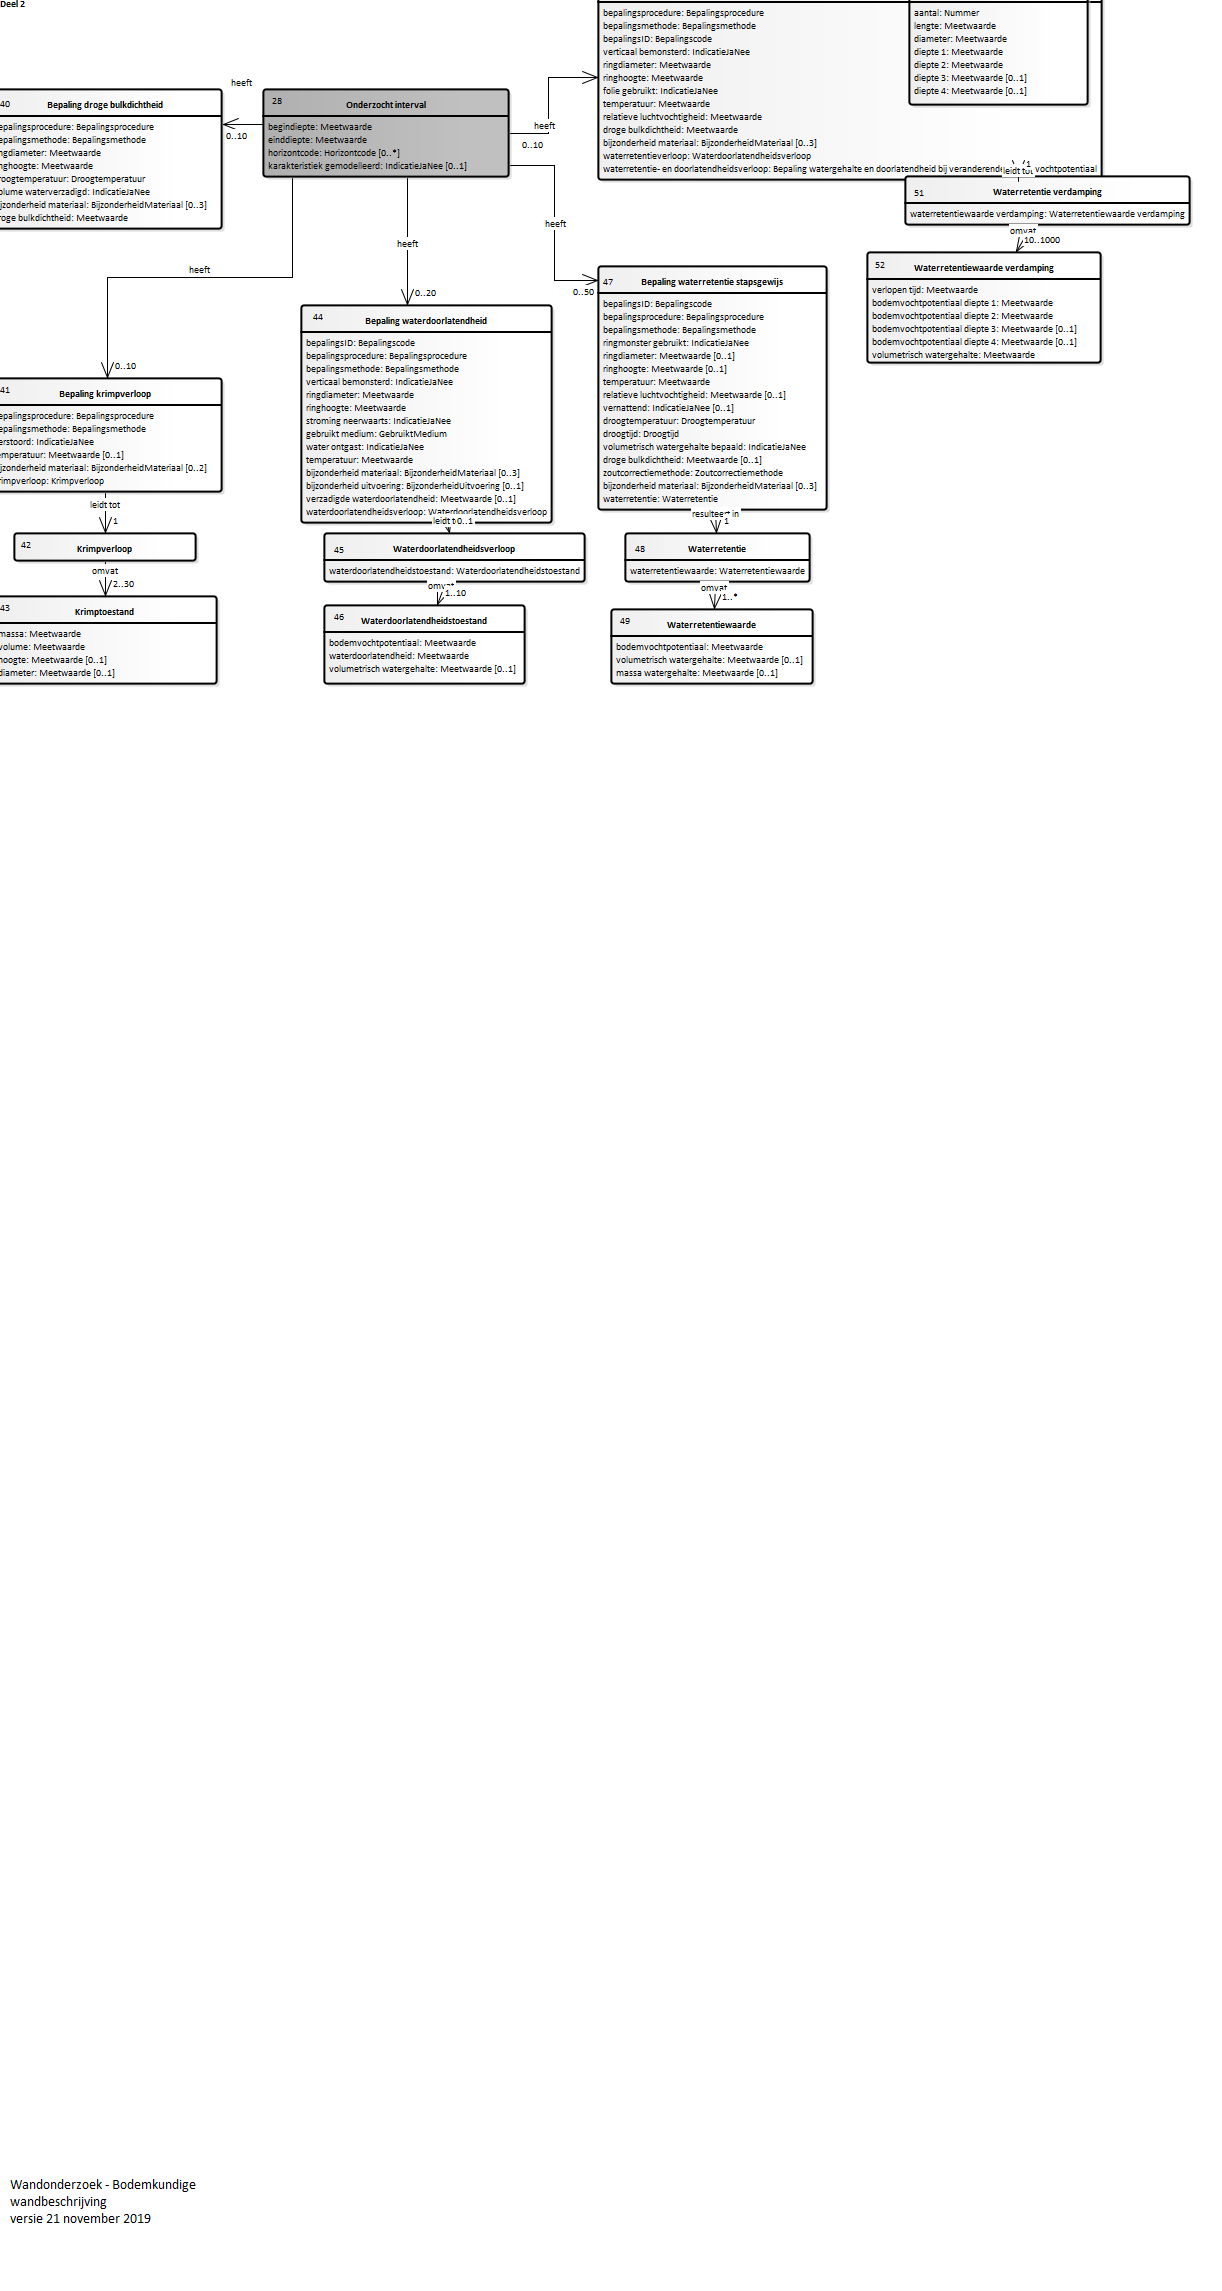 Deel 2
bepalingsprocedure: Bepalingsprocedure
bepalingsmethode: Bepalingsmethode
bepalingsID: Bepalingscode
verticaal bemonsterd: IndicatieJaNee
ringdiameter: Meetwaarde
ringhoogte: Meetwaarde
folie gebruikt: IndicatieJaNee
temperatuur: Meetwaarde
relatieve luchtvochtigheid: Meetwaarde
droge bulkdichtheid: Meetwaarde
bijzonderheid materiaal: BijzonderheidMateriaal [0..3]
waterretentieverloop: Waterdoorlatendheidsverloop
waterretentie- en doorlatendheidsverloop: Bepaling watergehalte en doorlatendheid bij veranderend vochtpotentiaal
aantal: Nummer
lengte: Meetwaarde
diameter: Meetwaarde
diepte 1: Meetwaarde
diepte 2: Meetwaarde
diepte 3: Meetwaarde [0..1]
diepte 4: Meetwaarde [0..1]
heeft
0..10
40 Bepaling droge bulkdichtheid
epalingsprocedure: Bepalingsprocedure
epalingsmethode: Bepalingsmethode
ngdiameter: Meetwaarde
nghoogte: Meetwaarde
roogtemperatuur: Droogtemperatuur
olume waterverzadigd: IndicatieJaNee
jzonderheid materiaal: BijzonderheidMateriaal [0..3]
roge bulkdichtheid: Meetwaarde
28 Onderzocht interval
begindiepte: Meetwaarde
einddiepte: Meetwaarde
horizontcode: Horizontcode [0..*]
karakteristiek gemodelleerd: IndicatieJaNee [0..1]
heeft
0..10
1
leidt tot
51 Waterretentie verdamping
waterretentiewaarde verdamping: Waterretentiewaarde verdamping
omvat
10..1000
52 Waterretentiewaarde verdamping
verlopen tijd: Meetwaarde
bodemvochtpotentiaal diepte 1: Meetwaarde
bodemvochtpotentiaal diepte 2: Meetwaarde
bodemvochtpotentiaal diepte 3: Meetwaarde [0..1]
bodemvochtpotentiaal diepte 4: Meetwaarde [0..1]
volumetrisch watergehalte: Meetwaarde
heeft
0..50
47 Bepaling waterretentie stapsgewijs
bepalingsID: Bepalingscode
bepalingsprocedure: Bepalingsprocedure
bepalingsmethode: Bepalingsmethode
ringmonster gebruikt: IndicatieJaNee
ringdiameter: Meetwaarde [0..1]
ringhoogte: Meetwaarde [0..1]
temperatuur: Meetwaarde
relatieve luchtvochtigheid: Meetwaarde [0..1]
vernattend: IndicatieJaNee [0..1]
droogtemperatuur: Droogtemperatuur
droogtijd: Droogtijd
volumetrisch watergehalte bepaald: IndicatieJaNee
droge bulkdichtheid: Meetwaarde [0..1]
zoutcorrectiemethode: Zoutcorrectiemethode
bijzonderheid materiaal: BijzonderheidMateriaal [0..3]
waterretentie: Waterretentie
resulteert in
1
48 Waterretentie
waterretentiewaarde: Waterretentiewaarde
omvat
1..*
49 Waterretentiewaarde
bodemvochtpotentiaal: Meetwaarde
volumetrisch watergehalte: Meetwaarde [0..1]
massa watergehalte: Meetwaarde [0..1]
heeft
0..20
44 Bepaling waterdoorlatendheid
bepalingsID: Bepalingscode
bepalingsprocedure: Bepalingsprocedure
bepalingsmethode: Bepalingsmethode
verticaal bemonsterd: IndicatieJaNee
ringdiameter: Meetwaarde
ringhoogte: Meetwaarde
stroming neerwaarts: IndicatieJaNee
gebruikt medium: GebruiktMedium
water ontgast: IndicatieJaNee
temperatuur: Meetwaarde
bijzonderheid materiaal: BijzonderheidMateriaal [0..3]
bijzonderheid uitvoering: BijzonderheidUitvoering [0..1]
verzadigde waterdoorlatendheid: Meetwaarde [0..1]
waterdoorlatendheidsverloop: Waterdoorlatendheidsverloop
leidt t 0..1
45 Waterdoorlatendheidsverloop
waterdoorlatendheidstoestand: Waterdoorlatendheidstoestand
omvat
1..10
46 Waterdoorlatendheidstoestand
bodemvochtpotentiaal: Meetwaarde
waterdoorlatendheid: Meetwaarde
volumetrisch watergehalte: Meetwaarde [0..1]
heeft
0..10
41 Bepaling krimpverloop
epalingsprocedure: Bepalingsprocedure
epalingsmethode: Bepalingsmethode
erstoord: IndicatieJaNee
emperatuur: Meetwaarde [0..1]
jzonderheid materiaal: BijzonderheidMateriaal [0..2]
rimpverloop: Krimpverloop
leidt tot
1
42 Krimpverloop
omvat
2..30
43 Krimptoestand
massa: Meetwaarde
volume: Meetwaarde
hoogte: Meetwaarde [0..1]
diameter: Meetwaarde [0..1]
Wandonderzoek - Bodemkundige
wandbeschrijving
versie 21 november 2019